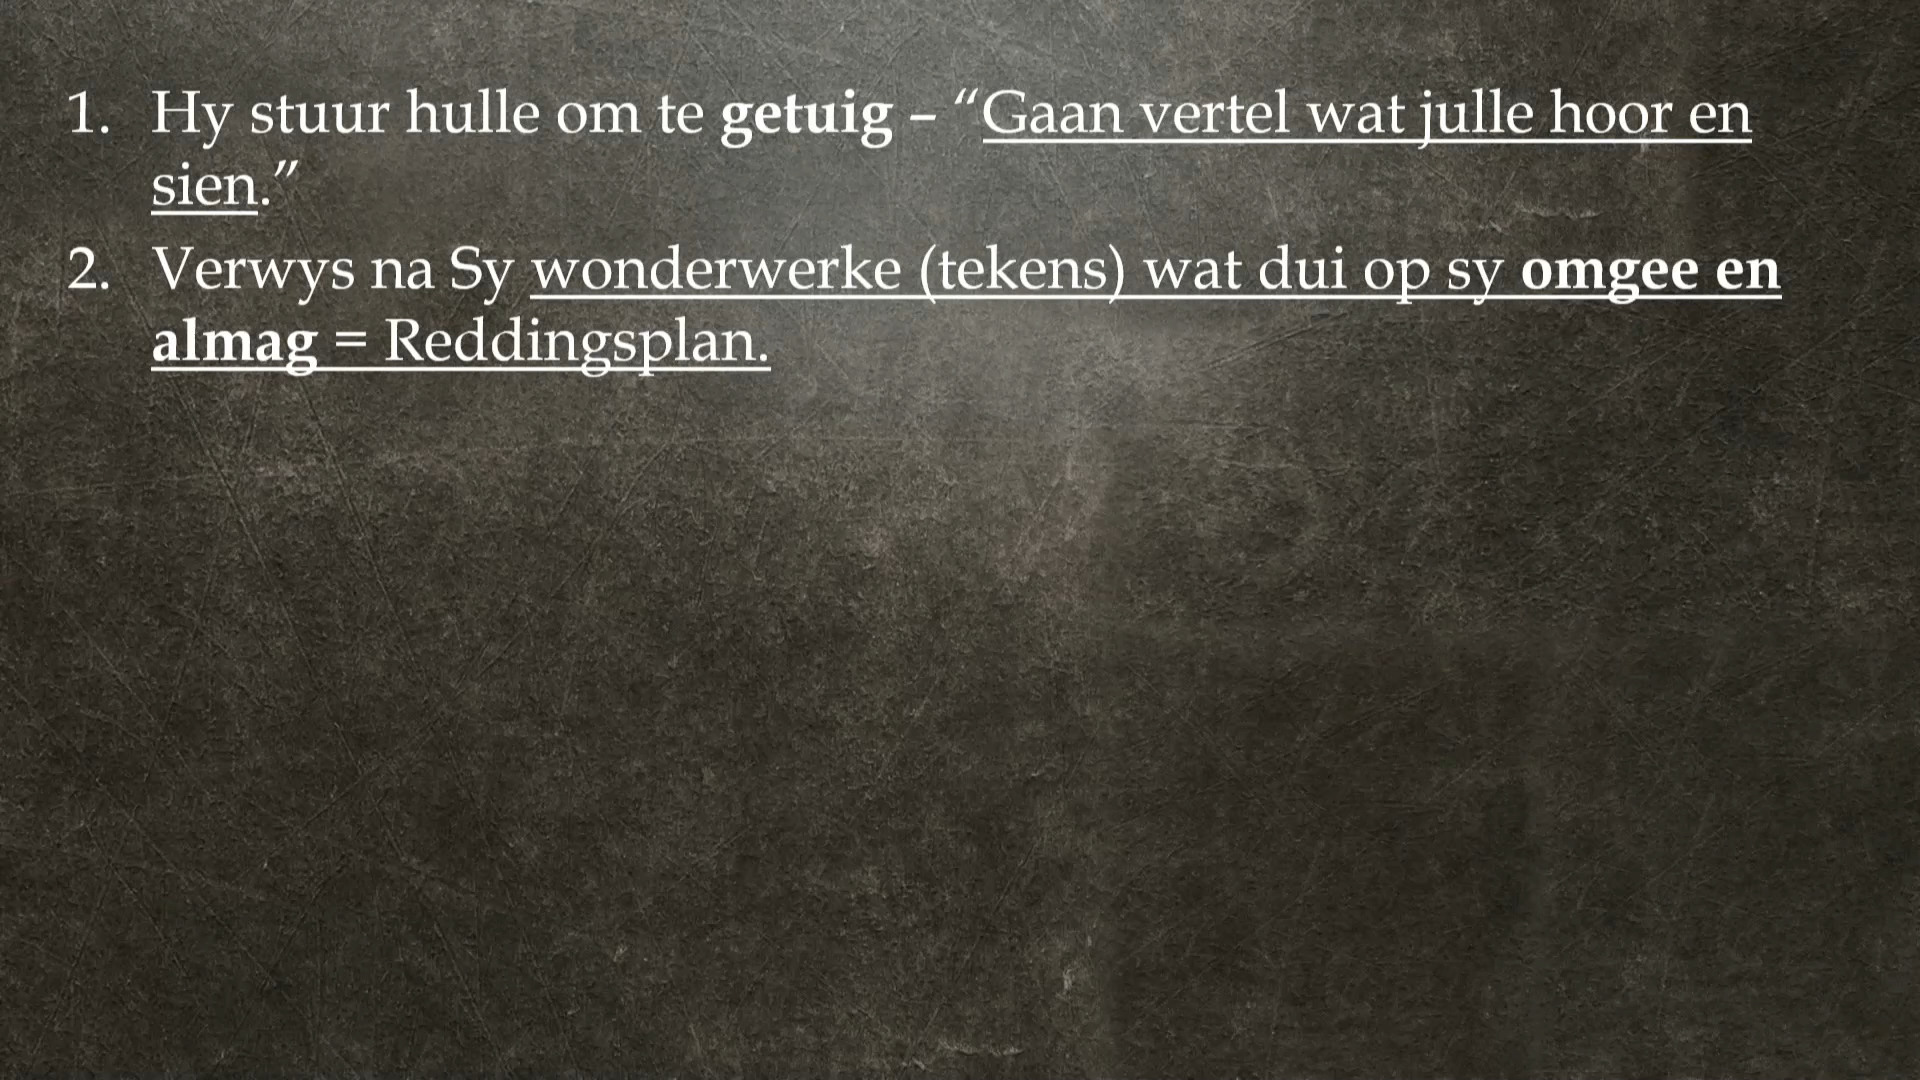 1. Hy stuur hulle om te getuig – “Gaan vertel wat julle hoor en
sien.”
2. Verwys na Sy wonderwerke (tekens) wat dui op sy omgee en
almag = Reddingsplan.